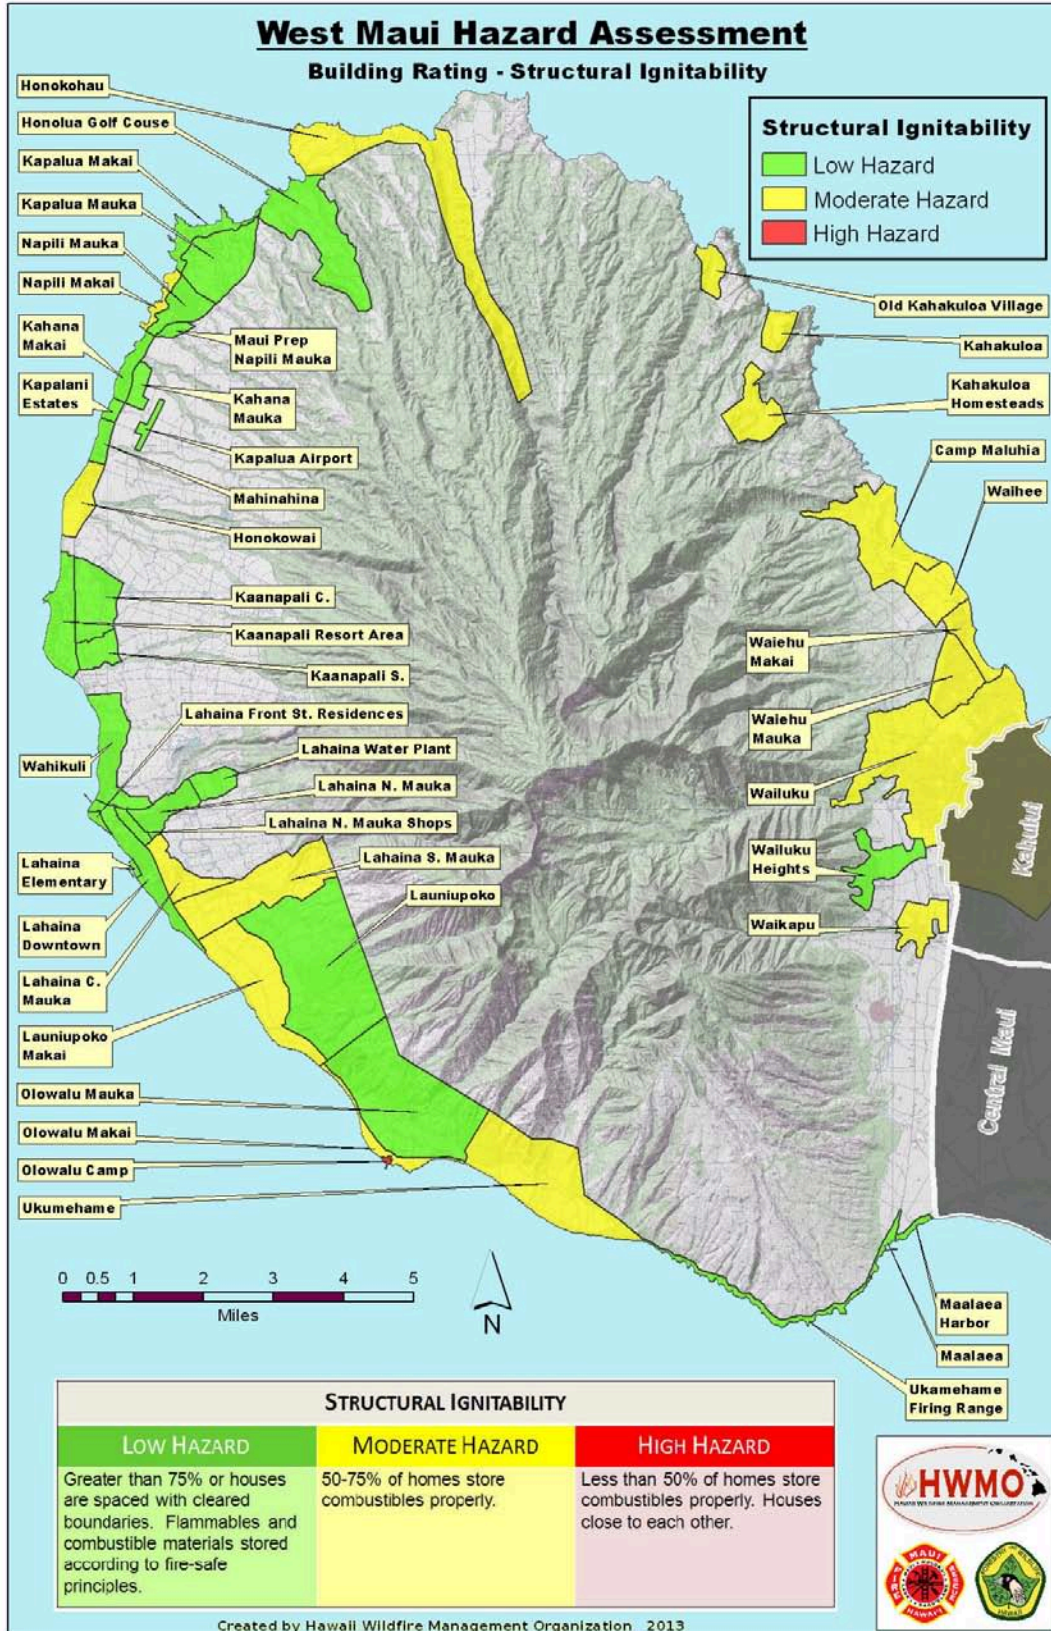 West Maui Hazard Assessment
Building Rating - Structural Ignitability
Honokohau
Honolua Golf Couse
Kapalua Makai
Kapalua Mauka
Napili Mauka
Napili Makai
Kahana
Makai
Kapalani
Estates
Maui Prep
Napili Mauka
Kahana
Mauka
Kapalua Airport
Mahinahina
Honokowai
Kaanapali C.
Kaanapali Resort Area
Kaanapali S.
Lahaina Front St. Residences
Lahaina Water Plant
Wahikuli
Lahaina N. Mauka
Lahaina N. Mauka Shops
Lahaina S. Mauka
Lahaina
Elementary
Launiupoko
Lahaina
Downtown
Lahaina C.
Mauka
Launiupoko
Makai
Olowalu Mauka
Olowalu Makai
Olowalu Camp
Ukumehame
Structural Ignitability
Low Hazard
Moderate Hazard
High Hazard
Old Kahakuloa Village
Kahakuloa
Kahakuloa
Homesteads
Camp Maluhia
Waihee
Waiehu
Makai
Waiehu
Mauka
Wailuku
Wailuku
Heights
Waikapu
Kahului
Central Maui
Maalaea
Harbor
Maalaea
Ukamehame
Firing Range
0 0.5 1 2 3 4 5
Miles
N
STRUCTURAL IGNITABILITY
LOW HAZARD
Greater than 75% or houses
are spaced with cleared
boundaries. Flammables and
combustible materials stored
according to fire-safe
principles.
MODERATE HAZARD
50-75% of homes store
combustibles properly.
HIGH HAZARD
Less than 50% of homes store
combustibles properly. Houses
close to each other.
HWMO
HAWAII WILDFIRE MANAGEMENT ORGANIZATION
MAUI
FIRE
HAWAII
Created by Hawaii Wildfire Management Organization 2013